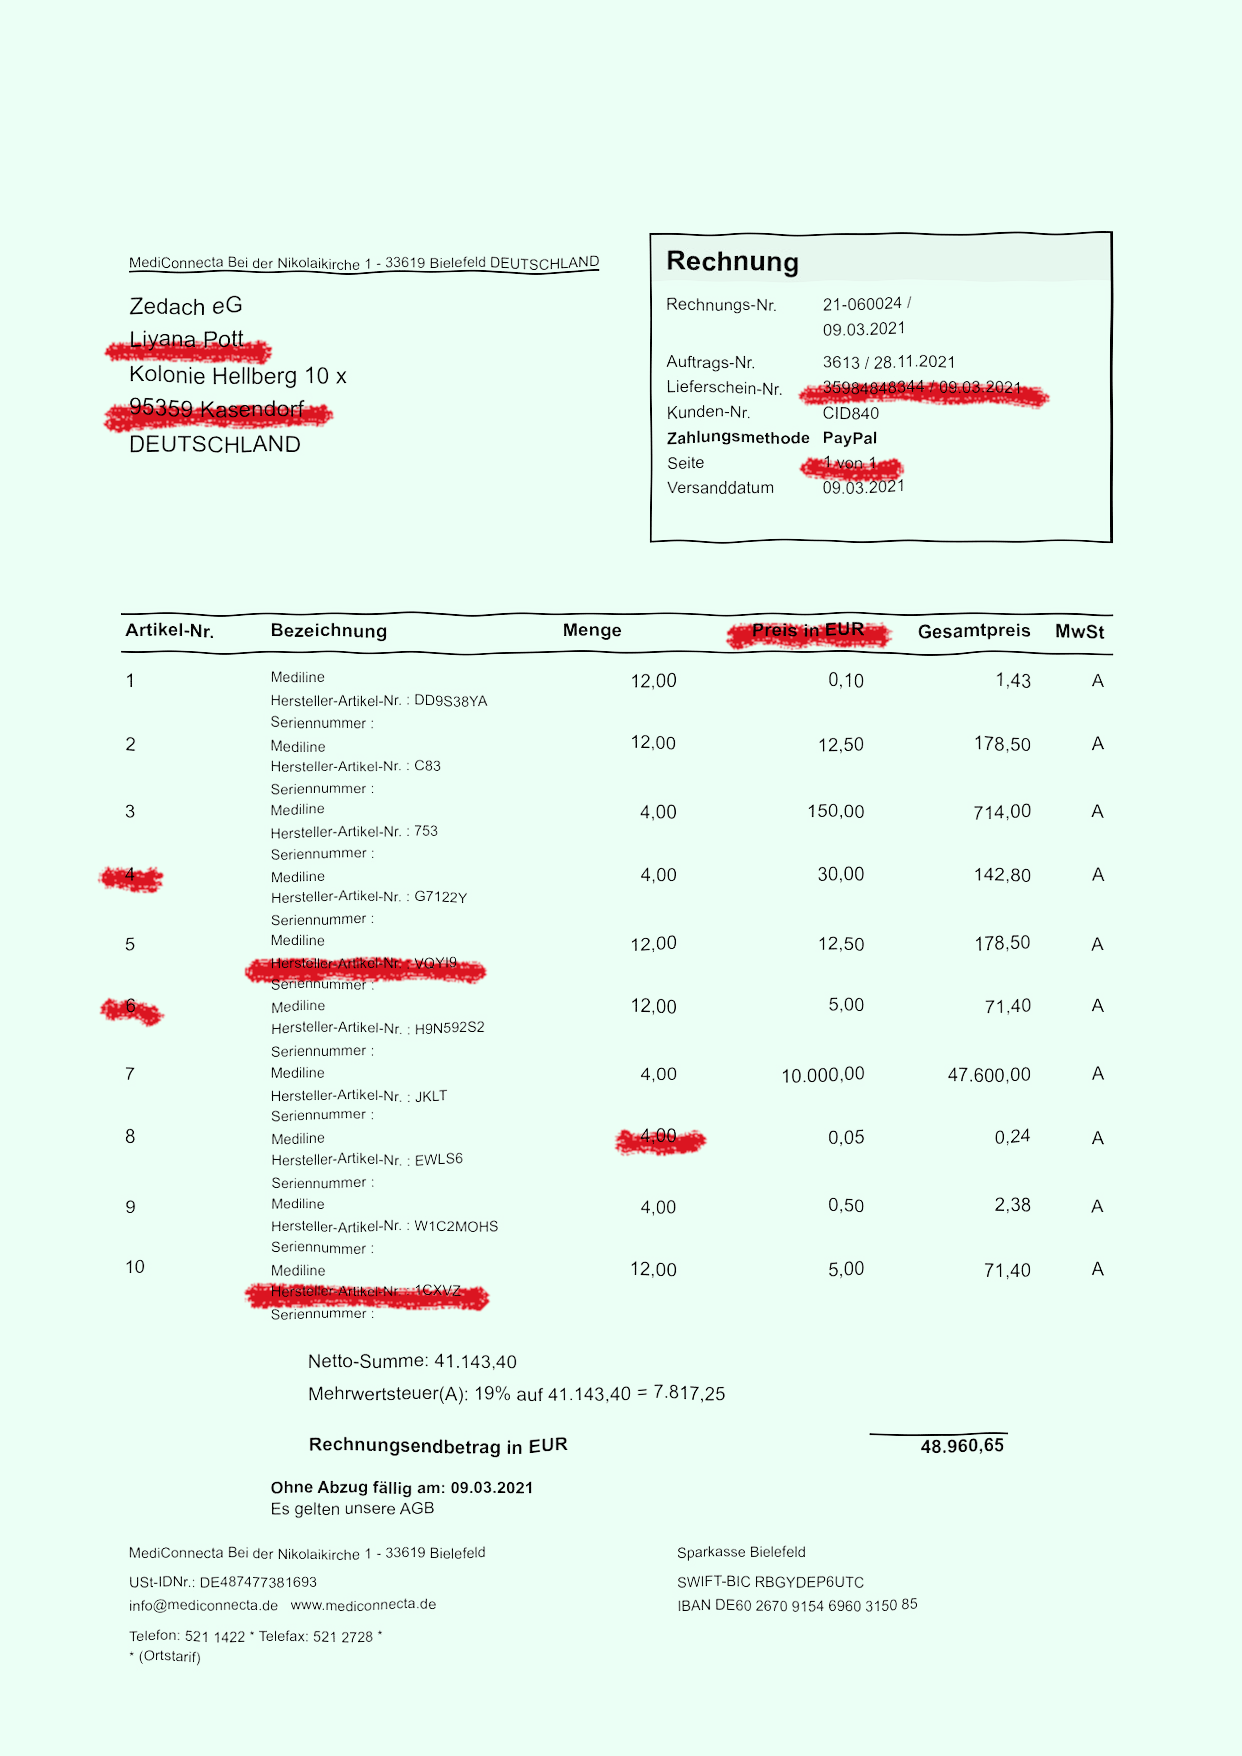 MediConnecta Bei der Nikolaikirche 1 - 33619 Bielefeld DEUTSCHLAND
Zedach eG
Liyana Pott
Kolonie Hellberg 10 x
95359 Kasendorf
DEUTSCHLAND
Rechnung
Rechnungs-Nr. 21-060024 /
09.03.2021
Auftrags-Nr. 3613 / 28.11.2021
Lieferschein-Nr. 35984848344 / 09.03.2021
Kunden-Nr. CID840
Zahlungsmethode PayPal
Seite 1 von 1
Versanddatum 09.03.2021
Artikel-Nr. Bezeichnung Menge Preis in EUR Gesamtpreis MwSt
1 Mediline 12,00 0,10 1,43 A
Hersteller-Artikel-Nr. : DD9S38YA
Seriennummer :
2 Mediline 12,00 12,50 178,50 A
Hersteller-Artikel-Nr. : C83
Seriennummer :
3 Mediline 4,00 150,00 714,00 A
Hersteller-Artikel-Nr. : 753
Seriennummer :
4 Mediline 4,00 30,00 142,80 A
Hersteller-Artikel-Nr. : G7122Y
Seriennummer :
5 Mediline 12,00 12,50 178,50 A
Hersteller-Artikel-Nr. : VQYI9
Seriennummer :
6 Mediline 12,00 5,00 71,40 A
Hersteller-Artikel-Nr. : H9N592S2
Seriennummer :
7 Mediline 4,00 10.000,00 47.600,00 A
Hersteller-Artikel-Nr. : JKLT
Seriennummer :
8 Mediline 4,00 0,05 0,24 A
Hersteller-Artikel-Nr. : EWLS6
Seriennummer :
9 Mediline 4,00 0,50 2,38 A
Hersteller-Artikel-Nr. : W1C2MOHS
Seriennummer :
10 Mediline 12,00 5,00 71,40 A
Hersteller-Artikel-Nr. : 1CXVZ
Seriennummer :
Netto-Summe: 41.143,40
Mehrwertsteuer(A): 19% auf 41.143,40 = 7.817,25
Rechnungsendbetrag in EUR 48.960,65
Ohne Abzug fällig am: 09.03.2021
Es gelten unsere AGB
MediConnecta Bei der Nikolaikirche 1 - 33619 Bielefeld
USt-IDNr.: DE487477381693
info@mediconnecta.de www.mediconnecta.de
Telefon: 521 1422 * Telefax: 521 2728 *
* (Ortstarif)
Sparkasse Bielefeld
SWIFT-BIC RBGYDEP6UTC
IBAN DE60 2670 9154 6960 3150 85